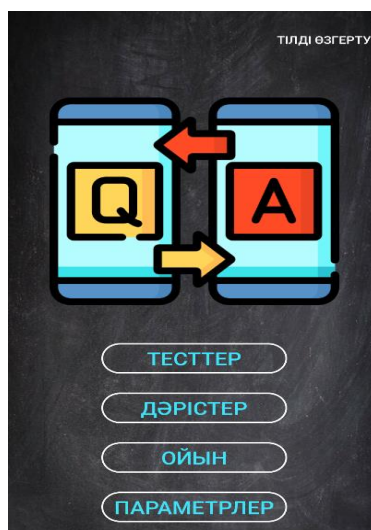 ТІЛДІ ӨЗГЕРТУ
Q
A
ТЕСТТЕР
ДӘРІСТЕР
ОЙЫН
ПАРАМЕТРЛЕР